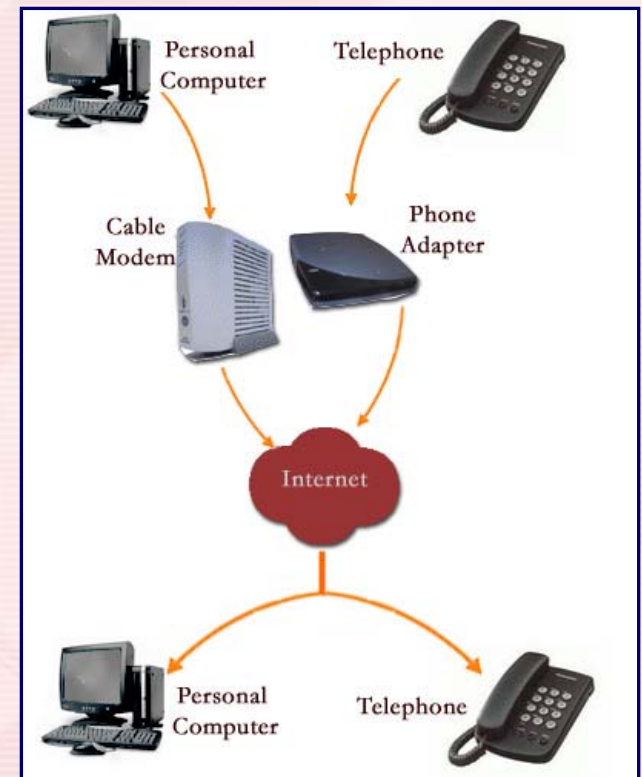 Personal
Computer
Telephone
Cable
Modem
Phone
Adapter
Internet
Personal
Computer
Telephone